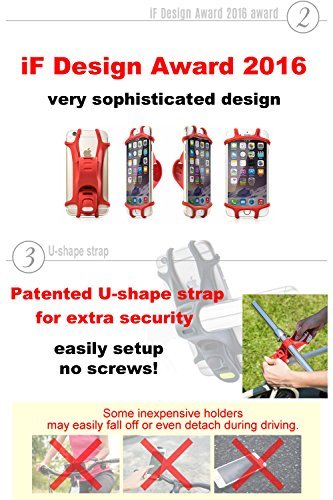 iF Design Award 2016 award
2
iF Design Award 2016
very sophisticated design
3
U-shape strap
Patented U-shape strap
for extra security
easily setup
no screws!
Some inexpensive holders
may easily fall off or even detach during driving.